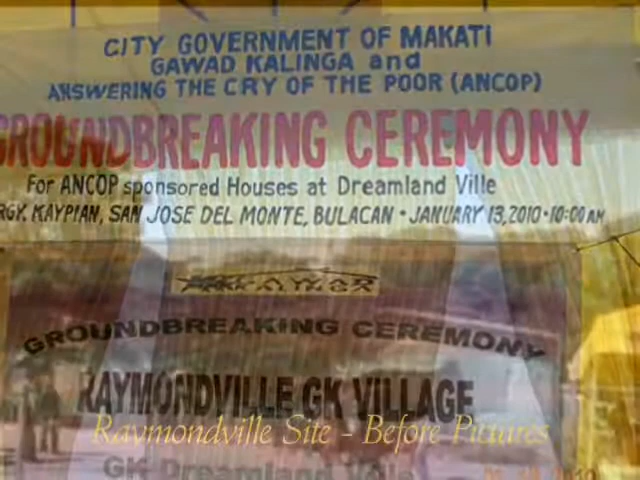 CITY GOVERNMENT OF MAKATI
GAWAD KALINGA and
ANSWERING THE CRY OF THE POOR (ANCOP)
GROUNDBREAKING CEREMONY
For ANCOP sponsored Houses at Dreamland Ville
RGY. KAYPIAN, SAN JOSE DEL MONTE, BULACAN • JANUARY 13, 2010 • 10:00 AM
GROUNDBREAKING CEREMONY
RAYMONDVILLE GK VILLAGE
Raymondville Site - Before Pictures
GK Dreamland Ville